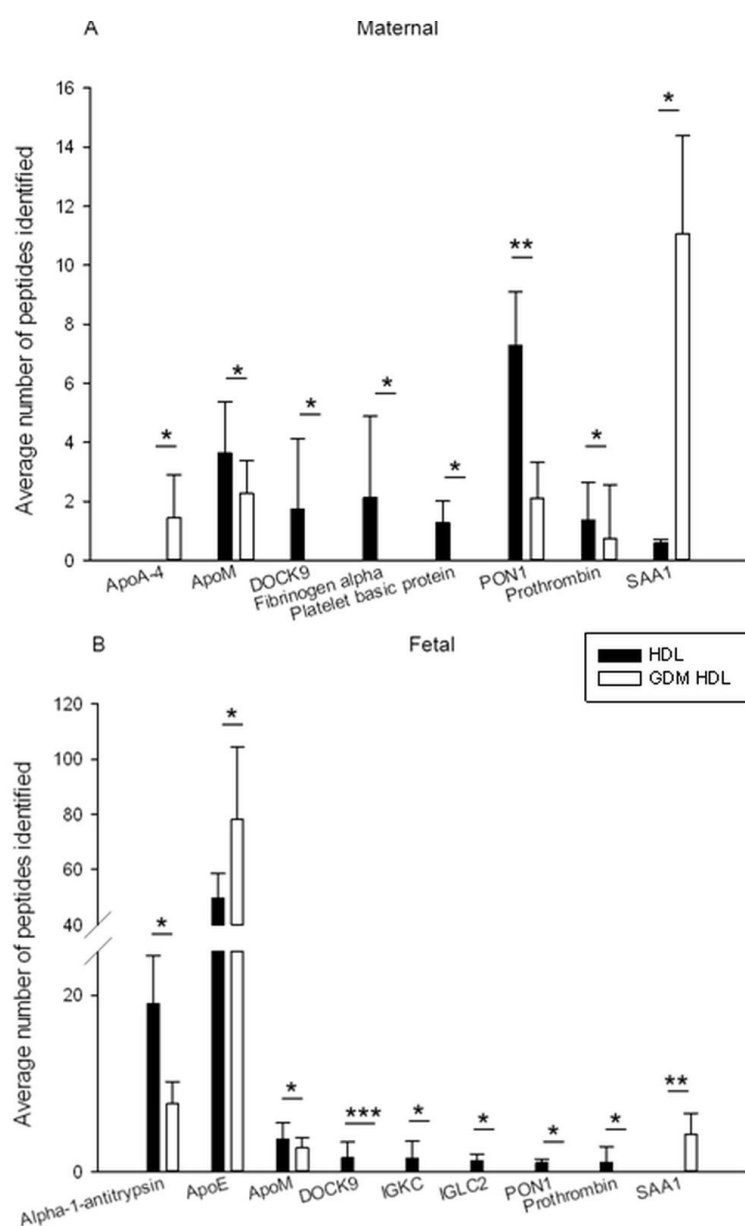 A Maternal
Average number of peptides identified
16
14
12
10
8
6
4
2
0
*
*
*
*
*
**
*
*
ApoA-4
ApoM
DOCK9
Fibrinogen alpha
Platelet basic protein
PON1
Prothrombin
SAA1
B Fetal
HDL
GDM HDL
Average number of peptides identified
120
100
80
60
40
20
0
*
*
*
***
*
*
*
*
**
Alpha-1-antitrypsin
ApoE
ApoM
DOCK9
IGKC
IGLC2
PON1
Prothrombin
SAA1